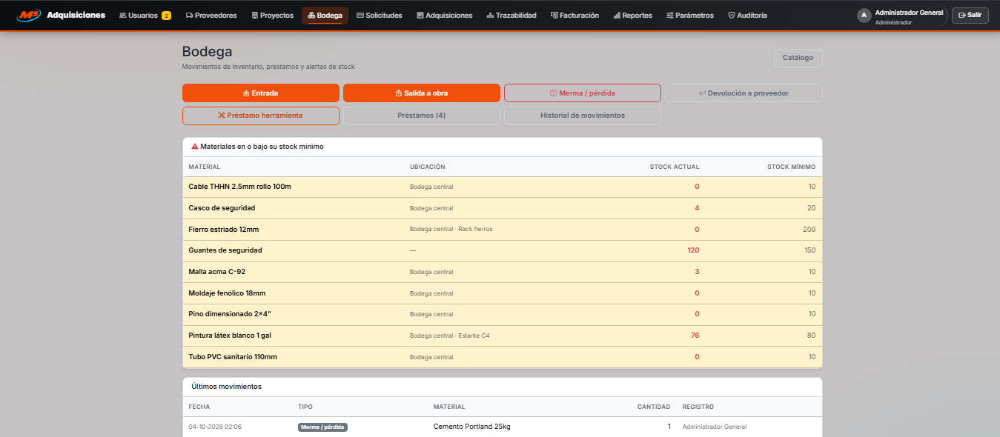 M5 Adquisiciones Usuarios 2 Proveedores Proyectos Bodega Solicitudes Adquisiciones Trazabilidad Facturación Reportes Parámetros Auditoría A Administrador General Administrador Salir
Bodega
Movimientos de inventario, préstamos y alertas de stock
Catálogo
Entrada Salida a obra Merma / pérdida Devolución a proveedor
Préstamo herramienta Préstamos (4) Historial de movimientos
Materiales en o bajo su stock mínimo
MATERIAL UBICACIÓN STOCK ACTUAL STOCK MÍNIMO
Cable THHN 2.5mm rollo 100m Bodega central 0 10
Casco de seguridad Bodega central 4 20
Fierro estriado 12mm Bodega central · Rack fierros 0 200
Guantes de seguridad — 120 150
Malla acma C-92 Bodega central 3 10
Moldaje fenólico 18mm Bodega central 0 10
Pino dimensionado 2×4" Bodega central 0 10
Pintura látex blanco 1 gal Bodega central · Estante C4 76 80
Tubo PVC sanitario 110mm Bodega central 0 10
Últimos movimientos
FECHA TIPO MATERIAL CANTIDAD REGISTRÓ
04-10-2026 02:06 Merma / pérdida Cemento Portland 25kg 1 Administrador General